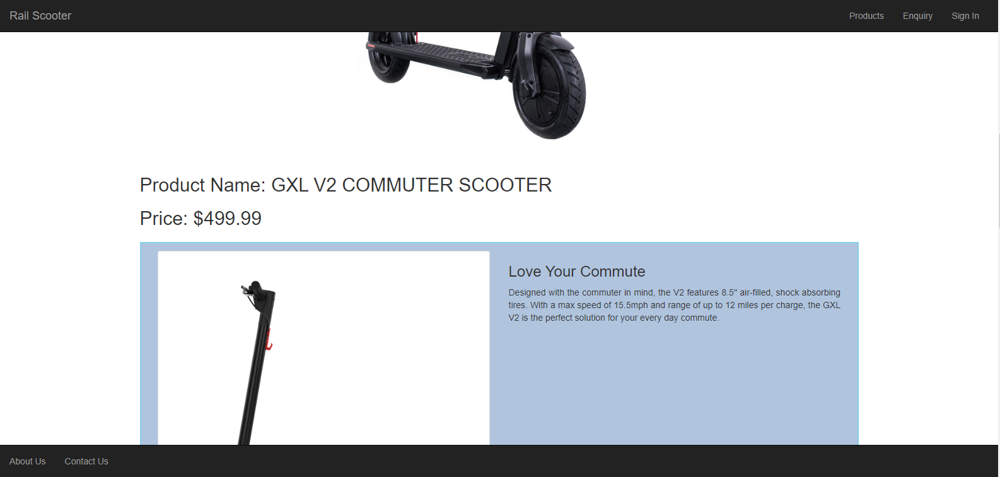 Rail Scooter
Products
Enquiry
Sign In
Product Name: GXL V2 COMMUTER SCOOTER
Price: $499.99
Love Your Commute
Designed with the commuter in mind, the V2 features 8.5" air-filled, shock absorbing
tires. With a max speed of 15.5mph and range of up to 12 miles per charge, the GXL
V2 is the perfect solution for your every day commute.
About Us
Contact Us